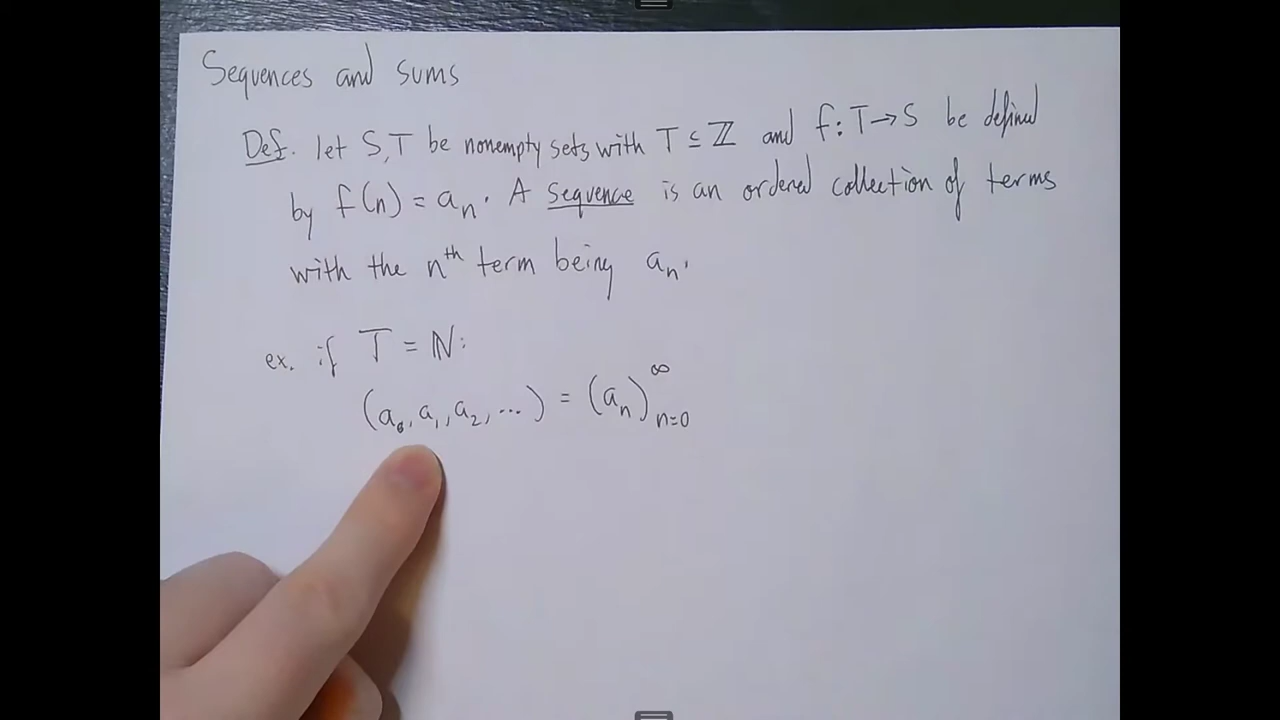 Sequences and sums
Def. let S,T be nonempty sets with T ⊆ ℤ and f: T→S be defined
by f(n) = aₙ. A sequence is an ordered collection of terms
with the nᵗʰ term being aₙ.
ex. if T = ℕ:
(a₀, a₁, a₂, ...) = (aₙ)^∞_{n=0}